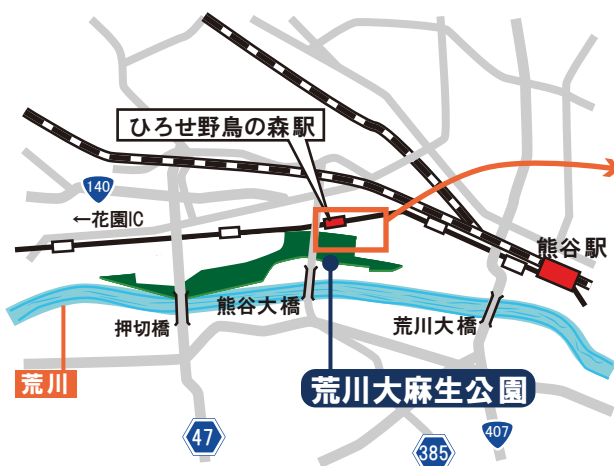 ひろせ野鳥の森駅
140
←花園IC
熊谷駅
熊谷大橋
押切橋
荒川大橋
荒川
荒川大麻生公園
47
385
407